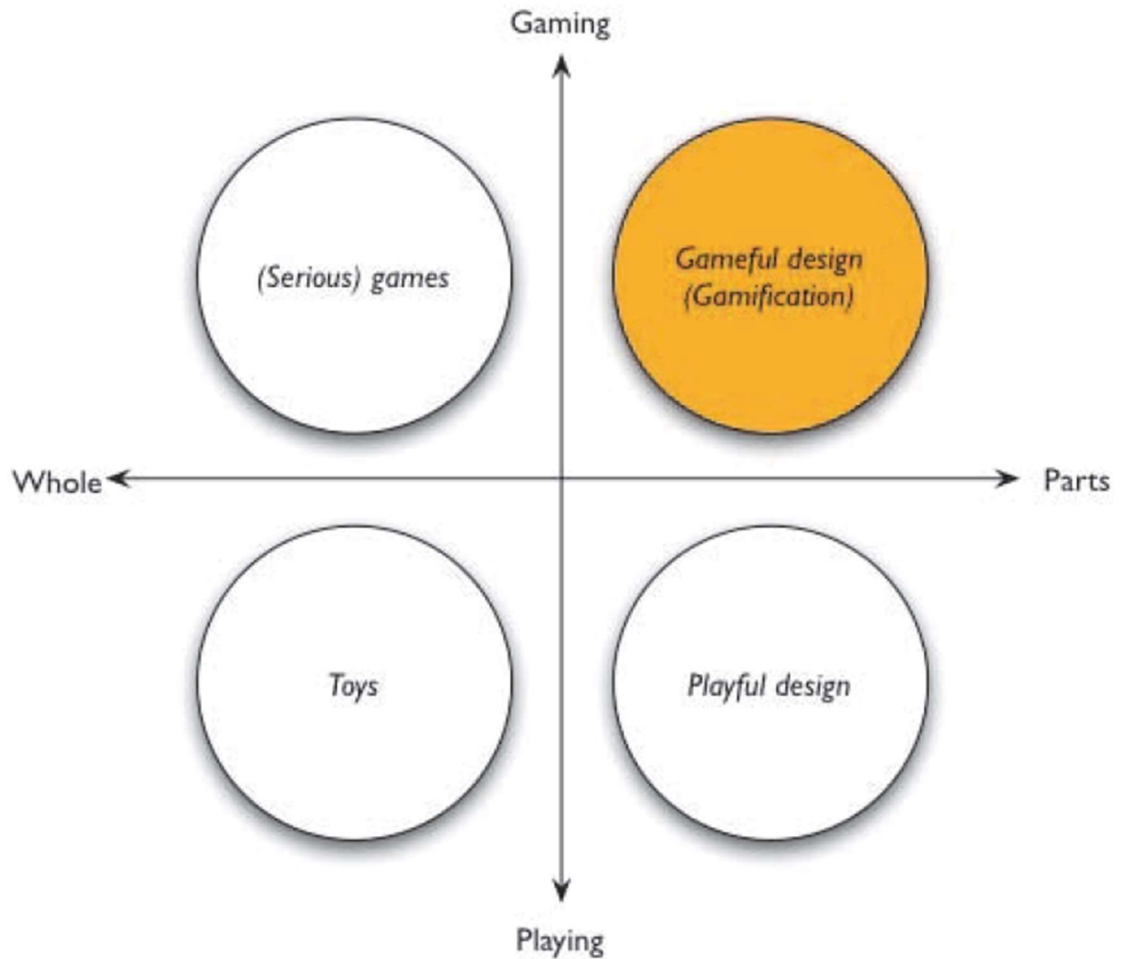 Gaming
(Serious) games
Gameful design
(Gamification)
Whole
Parts
Toys
Playful design
Playing